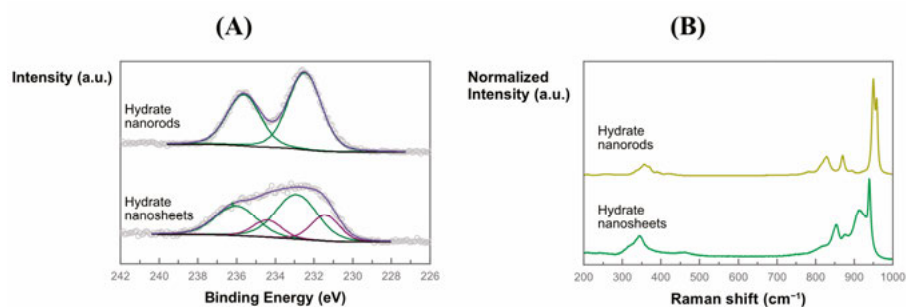 (A)
Intensity (a.u.)
Hydrate
nanorods
Hydrate
nanosheets
242 240 238 236 234 232 230 228 226
Binding Energy (eV)
(B)
Normalized
Intensity (a.u.)
Hydrate
nanorods
Hydrate
nanosheets
200 300 400 500 600 700 800 900 1000
Raman shift (cm⁻¹)